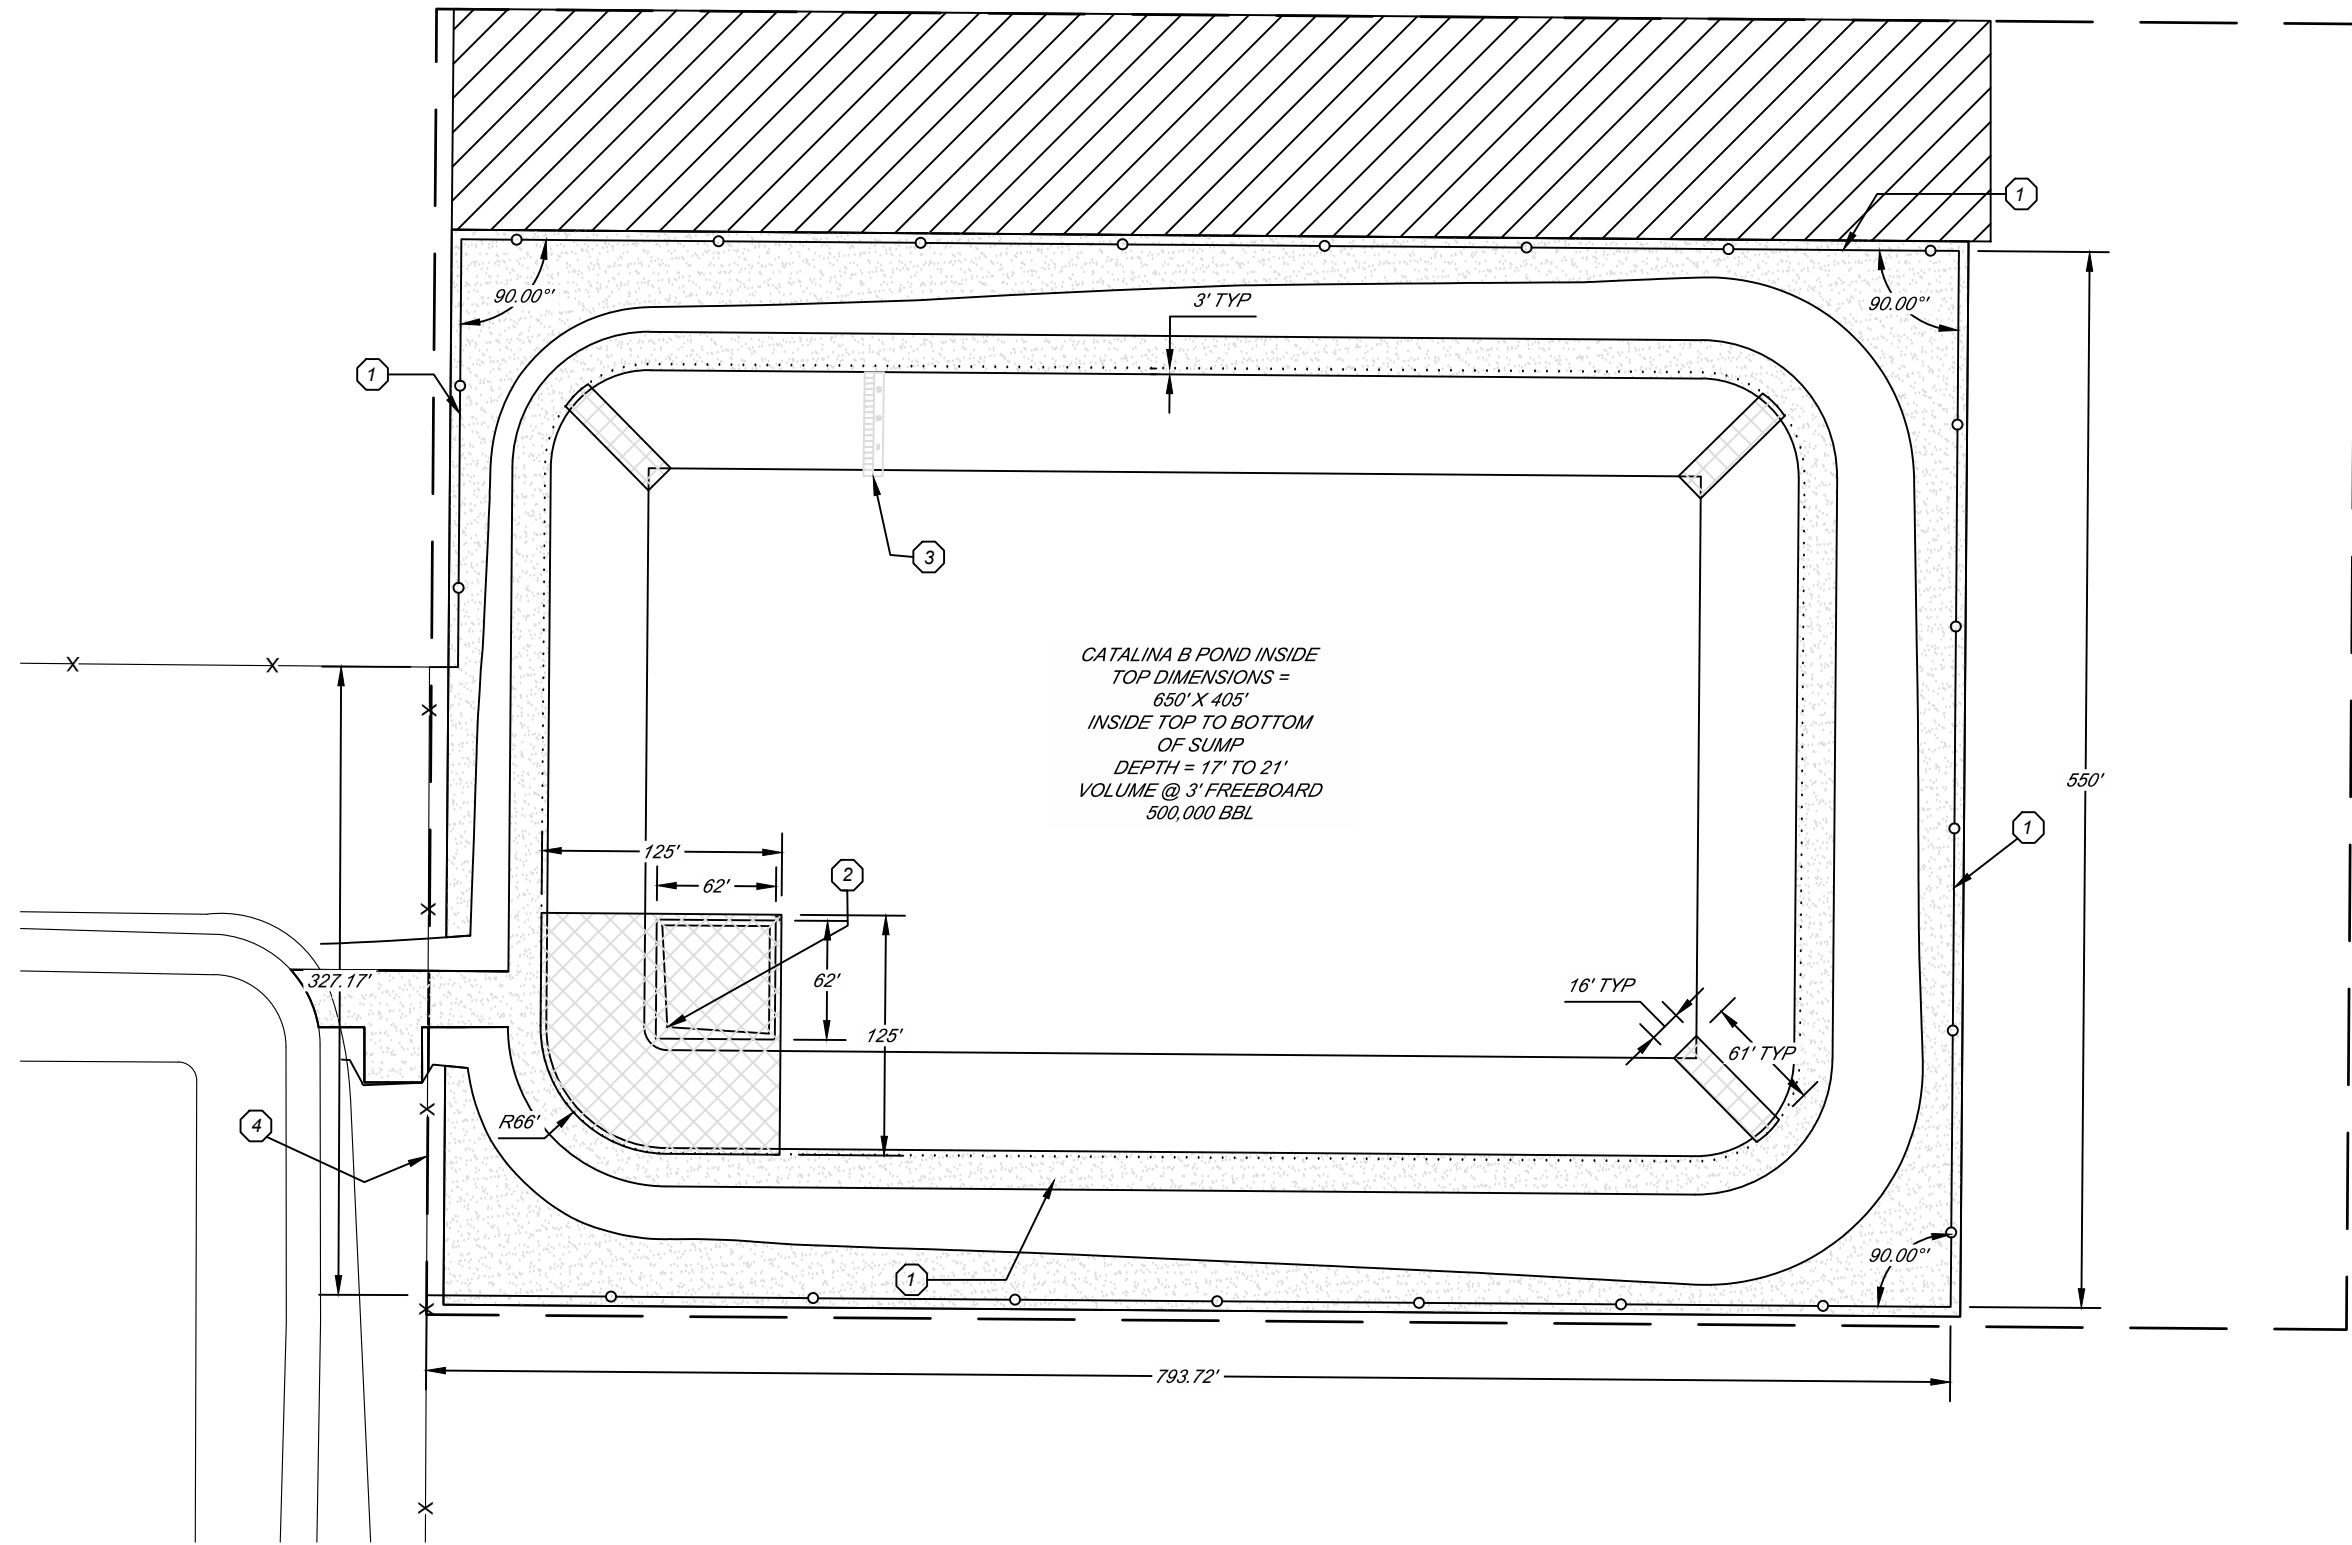 1
90.00°'
90.00°'
3' TYP
1
3
CATALINA B POND INSIDE
TOP DIMENSIONS =
650' X 405'
INSIDE TOP TO BOTTOM
OF SUMP
DEPTH = 17' TO 21'
VOLUME @ 3' FREEBOARD
500,000 BBL
550'
1
125'
62'
2
327.17'
62'
16' TYP
125'
61' TYP
R66'
4
90.00°'
1
793.72'